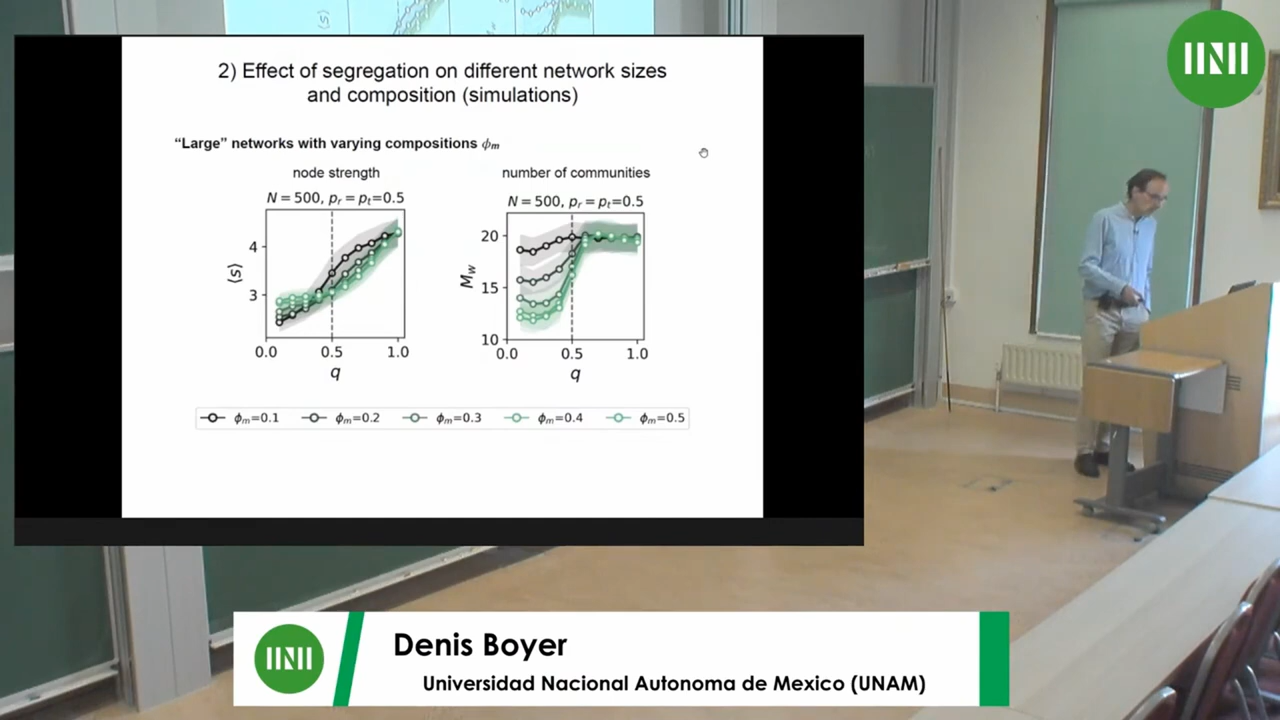 ⟨s⟩
2) Effect of segregation on different network sizes
and composition (simulations)
“Large” networks with varying compositions ϕₘ
node strength
number of communities
N = 500, pᵣ = pₜ=0.5
N = 500, pᵣ = pₜ=0.5
4
3
⟨s⟩
0.0 0.5 1.0
q
20
15
10
M_w
0.0 0.5 1.0
q
ϕₘ=0.1 ϕₘ=0.2 ϕₘ=0.3 ϕₘ=0.4 ϕₘ=0.5
Denis Boyer
Universidad Nacional Autonoma de Mexico (UNAM)